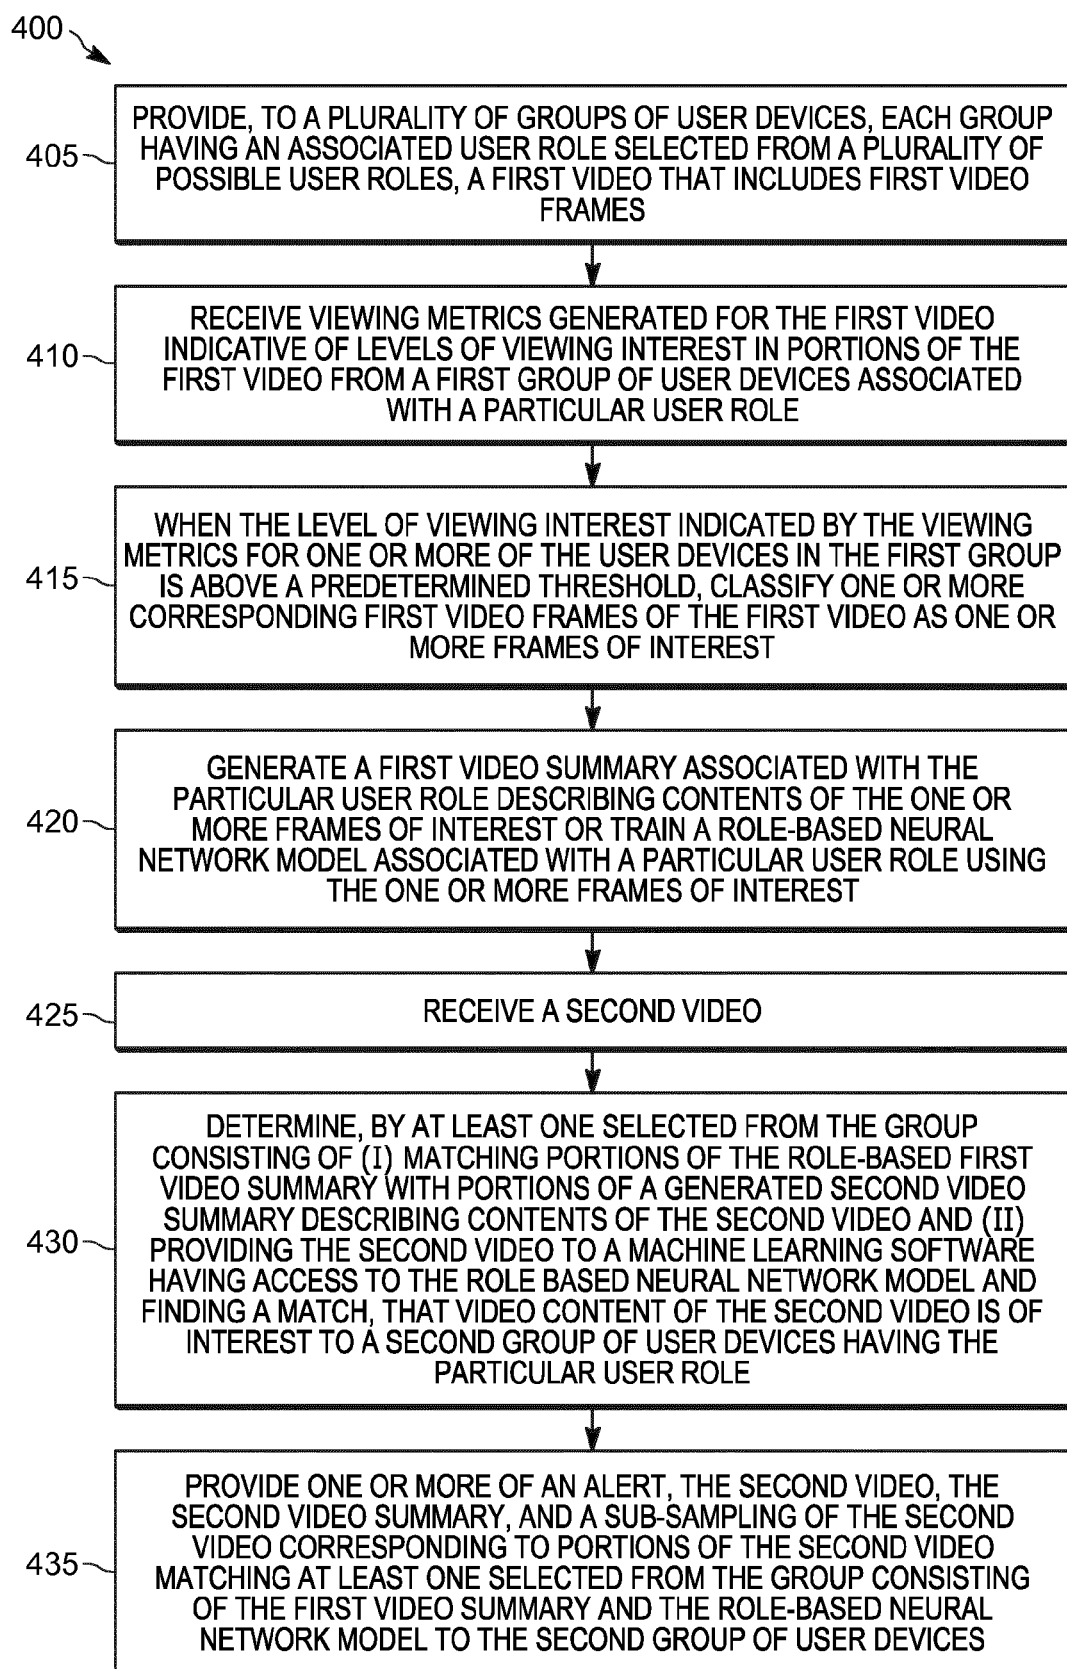 400
405
PROVIDE, TO A PLURALITY OF GROUPS OF USER DEVICES, EACH GROUP
HAVING AN ASSOCIATED USER ROLE SELECTED FROM A PLURALITY OF
POSSIBLE USER ROLES, A FIRST VIDEO THAT INCLUDES FIRST VIDEO
FRAMES
410
RECEIVE VIEWING METRICS GENERATED FOR THE FIRST VIDEO
INDICATIVE OF LEVELS OF VIEWING INTEREST IN PORTIONS OF THE
FIRST VIDEO FROM A FIRST GROUP OF USER DEVICES ASSOCIATED
WITH A PARTICULAR USER ROLE
415
WHEN THE LEVEL OF VIEWING INTEREST INDICATED BY THE VIEWING
METRICS FOR ONE OR MORE OF THE USER DEVICES IN THE FIRST GROUP
IS ABOVE A PREDETERMINED THRESHOLD, CLASSIFY ONE OR MORE
CORRESPONDING FIRST VIDEO FRAMES OF THE FIRST VIDEO AS ONE OR
MORE FRAMES OF INTEREST
420
GENERATE A FIRST VIDEO SUMMARY ASSOCIATED WITH THE
PARTICULAR USER ROLE DESCRIBING CONTENTS OF THE ONE OR
MORE FRAMES OF INTEREST OR TRAIN A ROLE-BASED NEURAL
NETWORK MODEL ASSOCIATED WITH A PARTICULAR USER ROLE USING
THE ONE OR MORE FRAMES OF INTEREST
425
RECEIVE A SECOND VIDEO
430
DETERMINE, BY AT LEAST ONE SELECTED FROM THE GROUP
CONSISTING OF (I) MATCHING PORTIONS OF THE ROLE-BASED FIRST
VIDEO SUMMARY WITH PORTIONS OF A GENERATED SECOND VIDEO
SUMMARY DESCRIBING CONTENTS OF THE SECOND VIDEO AND (II)
PROVIDING THE SECOND VIDEO TO A MACHINE LEARNING SOFTWARE
HAVING ACCESS TO THE ROLE BASED NEURAL NETWORK MODEL AND
FINDING A MATCH, THAT VIDEO CONTENT OF THE SECOND VIDEO IS OF
INTEREST TO A SECOND GROUP OF USER DEVICES HAVING THE
PARTICULAR USER ROLE
435
PROVIDE ONE OR MORE OF AN ALERT, THE SECOND VIDEO, THE
SECOND VIDEO SUMMARY, AND A SUB-SAMPLING OF THE SECOND
VIDEO CORRESPONDING TO PORTIONS OF THE SECOND VIDEO
MATCHING AT LEAST ONE SELECTED FROM THE GROUP CONSISTING
OF THE FIRST VIDEO SUMMARY AND THE ROLE-BASED NEURAL
NETWORK MODEL TO THE SECOND GROUP OF USER DEVICES